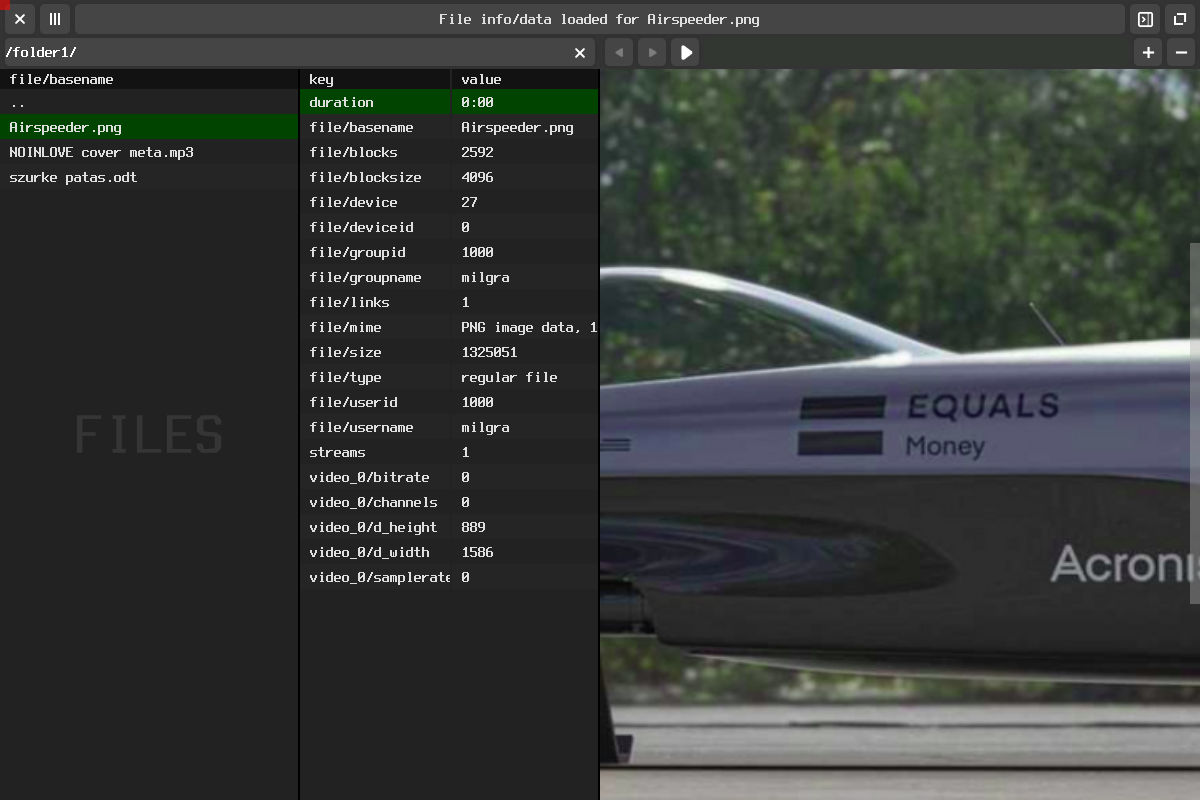 File info/data loaded for Airspeeder.png
/folder1/
file/basename
..
Airspeeder.png
NOINLOVE cover meta.mp3
szurke patas.odt
FILES
key value
duration 0:00
file/basename Airspeeder.png
file/blocks 2592
file/blocksize 4096
file/device 27
file/deviceid 0
file/groupid 1000
file/groupname milgra
file/links 1
file/mime PNG image data, 1
file/size 1325051
file/type regular file
file/userid 1000
file/username milgra
streams 1
video_0/bitrate 0
video_0/channels 0
video_0/d_height 889
video_0/d_width 1586
video_0/samplerate 0
EQUALS
Money
Acronis